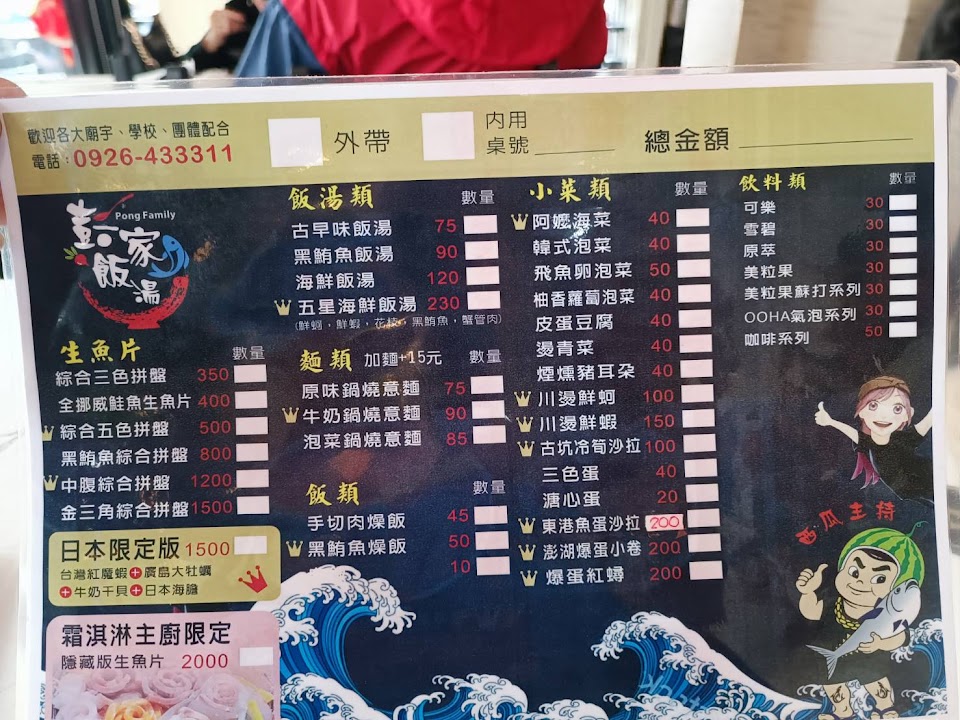 歡迎各大廟宇、學校、團體配合
電話:0926-433311
外帶
內用
桌號
總金額
Pong Family
彭家飯湯
生魚片 數量
綜合三色拼盤 350
全挪威鮭魚生魚片 400
綜合五色拼盤 500
黑鮪魚綜合拼盤 800
中腹綜合拼盤 1200
金三角綜合拼盤 1500
日本限定版 1500
台灣紅魔蝦+廣島大牡蠣
+牛奶干貝+日本海膽
霜淇淋主廚限定
隱藏版生魚片 2000
飯湯類 數量
古早味飯湯 75
黑鮪魚飯湯 90
海鮮飯湯 120
五星海鮮飯湯 230
(鮮蚵,鮮蝦,花枝,黑鮪魚,蟹管肉)
麵類 加麵+15元 數量
原味鍋燒意麵 75
牛奶鍋燒意麵 90
泡菜鍋燒意麵 85
飯類 數量
手切肉燥飯 45
黑鮪魚燥飯 50
10
小菜類 數量
阿嬤海菜 40
韓式泡菜 40
飛魚卵泡菜 50
柚香蘿蔔泡菜 40
皮蛋豆腐 40
燙青菜 40
煙燻豬耳朶 40
川燙鮮蚵 100
川燙鮮蝦 150
古坑冷筍沙拉 100
三色蛋 40
溏心蛋 20
東港魚蛋沙拉 200
澎湖爆蛋小卷 200
爆蛋紅蟳 200
飲料類 數量
可樂 30
雪碧 30
原萃 30
美粒果 30
美粒果蘇打系列 30
OOHA氣泡系列 30
咖啡系列 50
西瓜主持